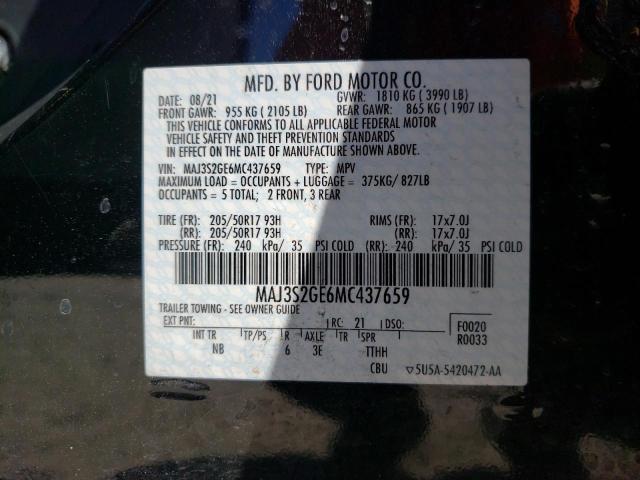 MFD. BY FORD MOTOR CO.
DATE: 08/21 GVWR: 1810 KG ( 3990 LB)
FRONT GAWR: 955 KG ( 2105 LB) REAR GAWR: 865 KG ( 1907 LB)
THIS VEHICLE CONFORMS TO ALL APPLICABLE FEDERAL MOTOR
VEHICLE SAFETY AND THEFT PREVENTION STANDARDS
IN EFFECT ON THE DATE OF MANUFACTURE SHOWN ABOVE.
VIN: MAJ3S2GE6MC437659 TYPE: MPV
MAXIMUM LOAD = OCCUPANTS + LUGGAGE = 375KG/ 827LB
OCCUPANTS = 5 TOTAL; 2 FRONT, 3 REAR
TIRE (FR): 205/50R17 93H RIMS (FR): 17x7.0J
(RR): 205/50R17 93H (RR): 17x7.0J
PRESSURE (FR): 240 kPa/ 35 PSI COLD (RR): 240 kPa/ 35 PSI COLD
MAJ3S2GE6MC437659
TRAILER TOWING - SEE OWNER GUIDE
EXT PNT: RC: 21 DSO: F0020
R0033
INT TR TP/PS R AXLE TR SPR
NB 6 3E TTHH
CBU ▽5U5A-5420472-AA